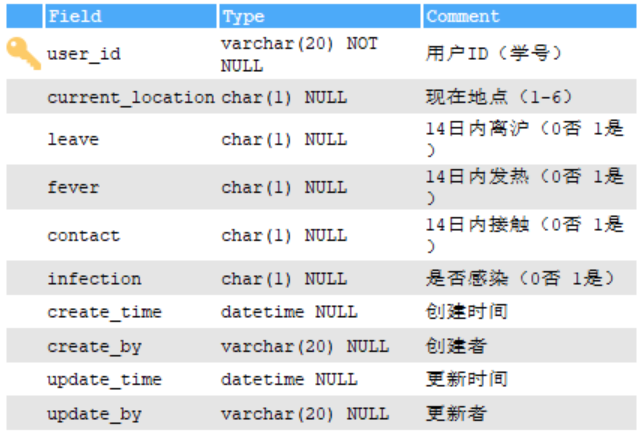 Field Type Comment
user_id varchar(20) NOT NULL 用户ID（学号）
current_location char(1) NULL 现在地点（1-6）
leave char(1) NULL 14日内离沪（0否 1是）
fever char(1) NULL 14日内发热（0否 1是）
contact char(1) NULL 14日内接触（0否 1是）
infection char(1) NULL 是否感染（0否 1是）
create_time datetime NULL 创建时间
create_by varchar(20) NULL 创建者
update_time datetime NULL 更新时间
update_by varchar(20) NULL 更新者